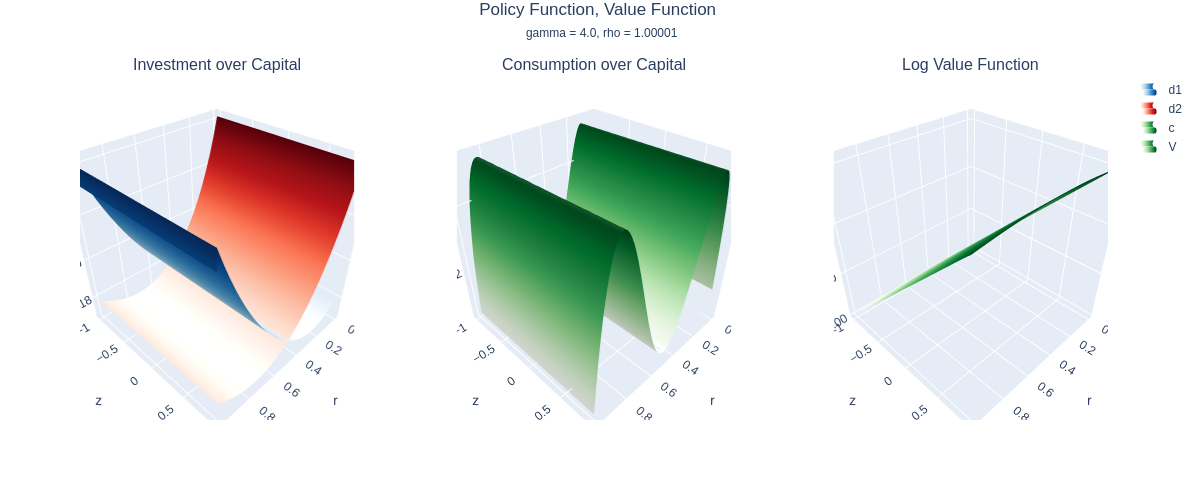 Policy Function, Value Function
gamma = 4.0, rho = 1.00001
Investment over Capital
Consumption over Capital
Log Value Function
d1
d2
c
V
18
−1
−0.5
0
0.5
z
0
0.2
0.4
0.6
0.8
r
2
−1
−0.5
0
0.5
z
0
0.2
0.4
0.6
0.8
r
00
−1
−0.5
0
0.5
z
0
0.2
0.4
0.6
0.8
r